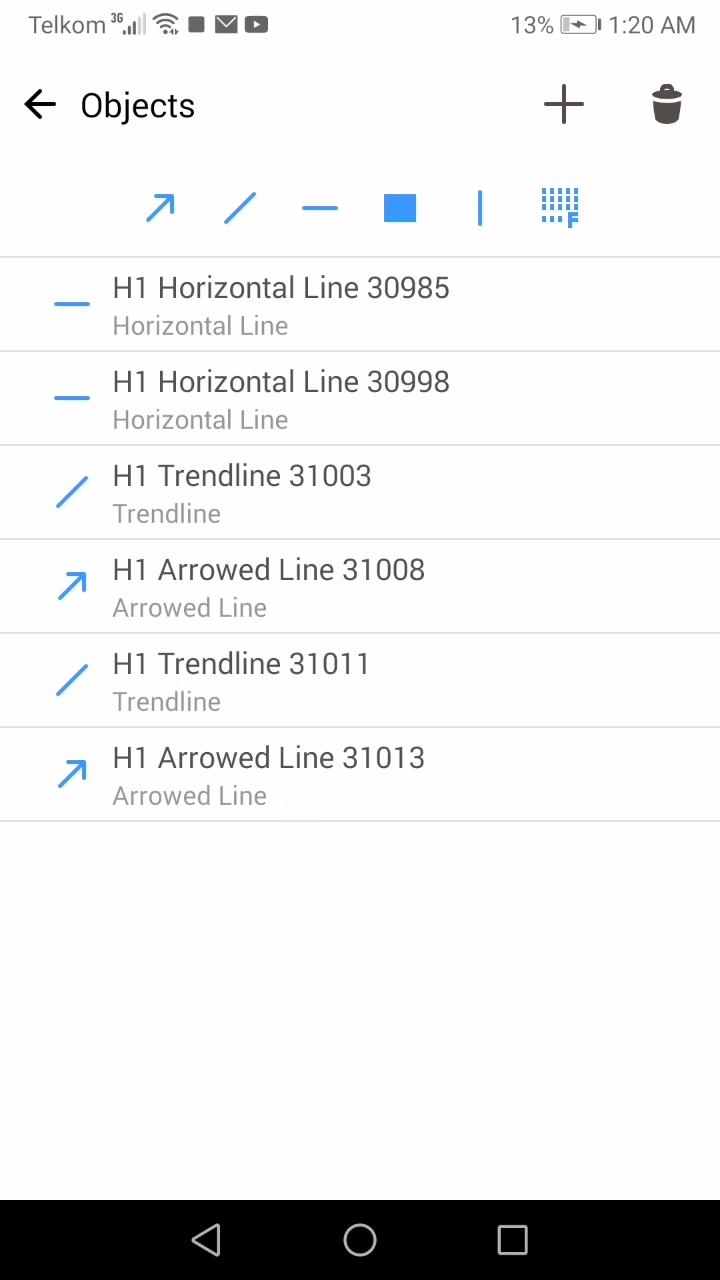 Telkom 3G 13% 1:20 AM
Objects
F
H1 Horizontal Line 30985
Horizontal Line
H1 Horizontal Line 30998
Horizontal Line
H1 Trendline 31003
Trendline
H1 Arrowed Line 31008
Arrowed Line
H1 Trendline 31011
Trendline
H1 Arrowed Line 31013
Arrowed Line